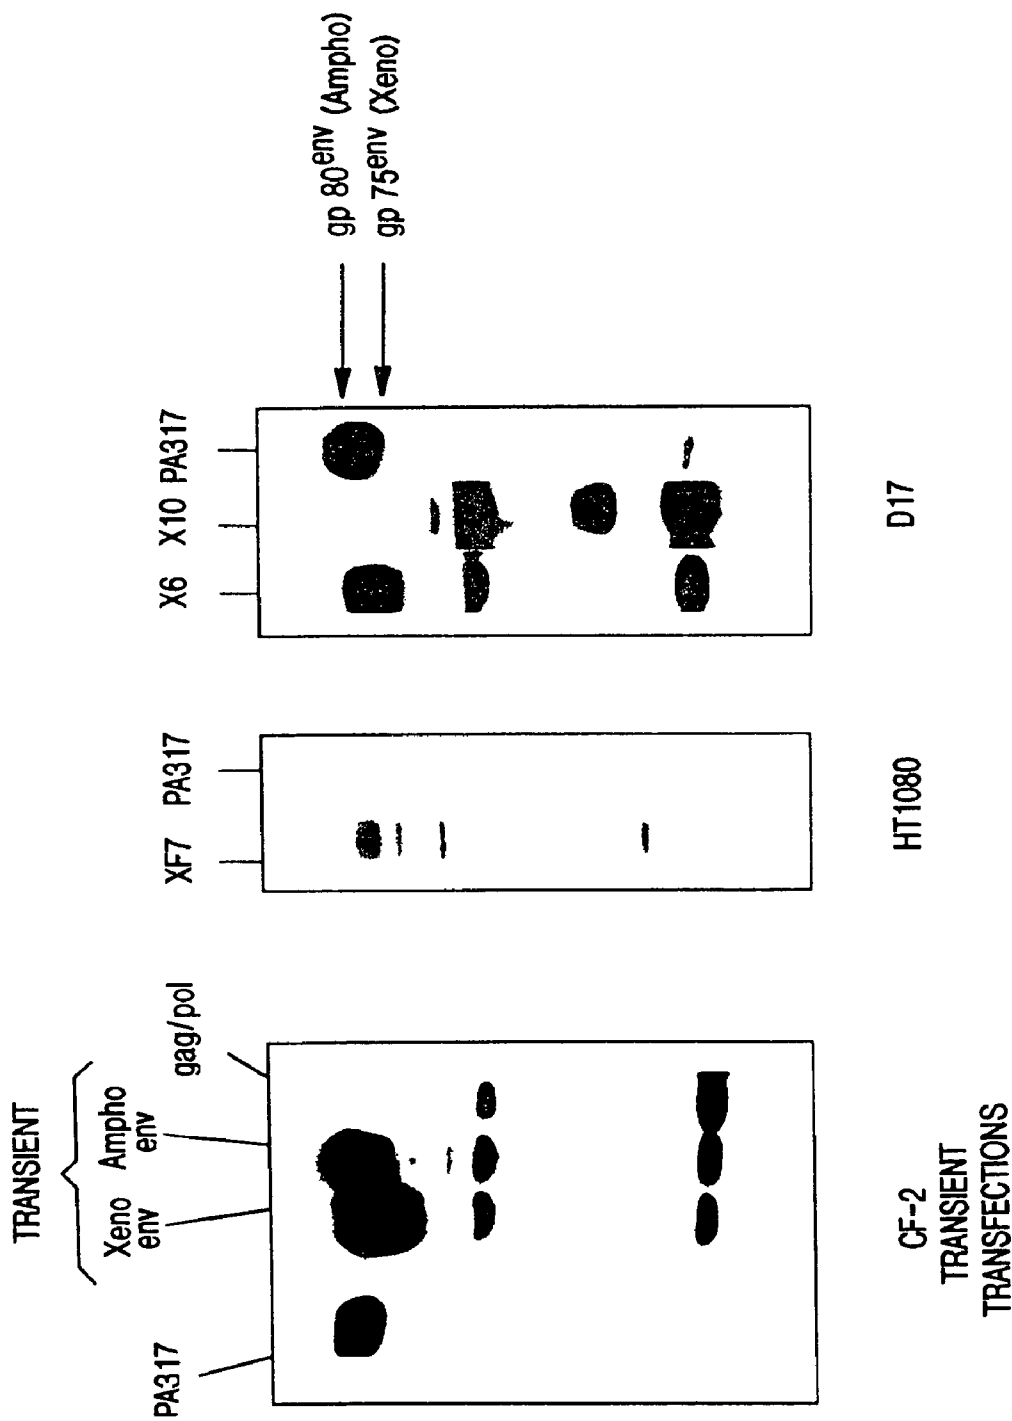 TRANSIENT
Xeno
env
Ampho
env
PA317
gag/pol
CF-2
TRANSIENT
TRANSFECTIONS
XF7
PA317
HT1080
X6
X10
PA317
D17
gp 80env (Ampho)
gp 75env (Xeno)